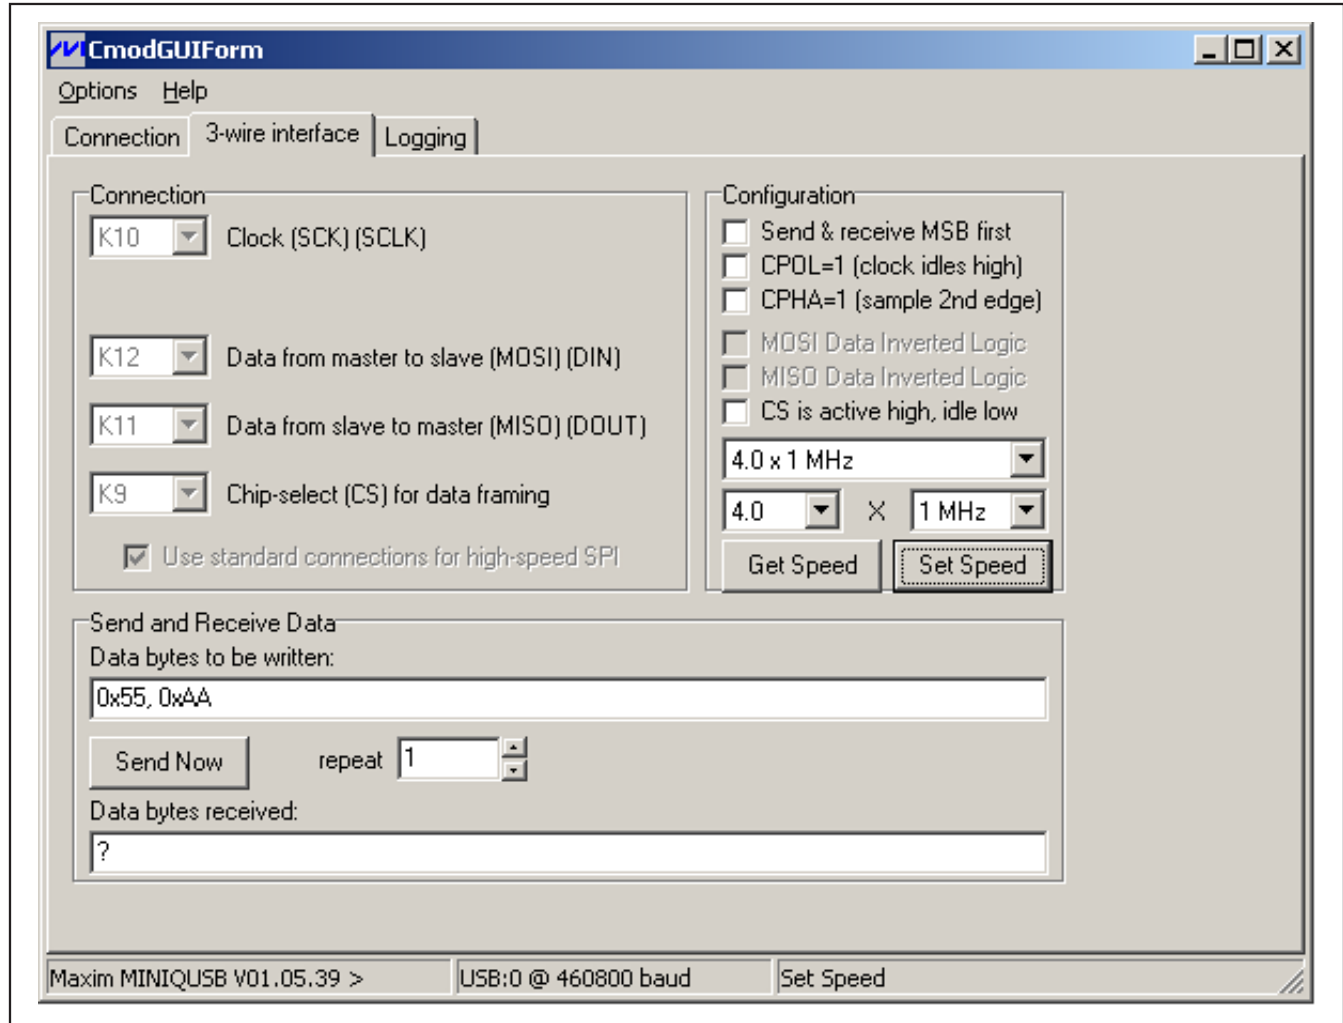 CmodGUIForm
Options Help
Connection 3-wire interface Logging
Connection
K10 Clock (SCK) (SCLK)
K12 Data from master to slave (MOSI) (DIN)
K11 Data from slave to master (MISO) (DOUT)
K9 Chip-select (CS) for data framing
Use standard connections for high-speed SPI
Configuration
Send & receive MSB first
CPOL=1 (clock idles high)
CPHA=1 (sample 2nd edge)
MOSI Data Inverted Logic
MISO Data Inverted Logic
CS is active high, idle low
4.0 x 1 MHz
4.0 X 1 MHz
Get Speed Set Speed
Send and Receive Data
Data bytes to be written:
0x55, 0xAA
Send Now repeat 1
Data bytes received:
?
Maxim MINIQUSB V01.05.39 > USB:0 @ 460800 baud Set Speed